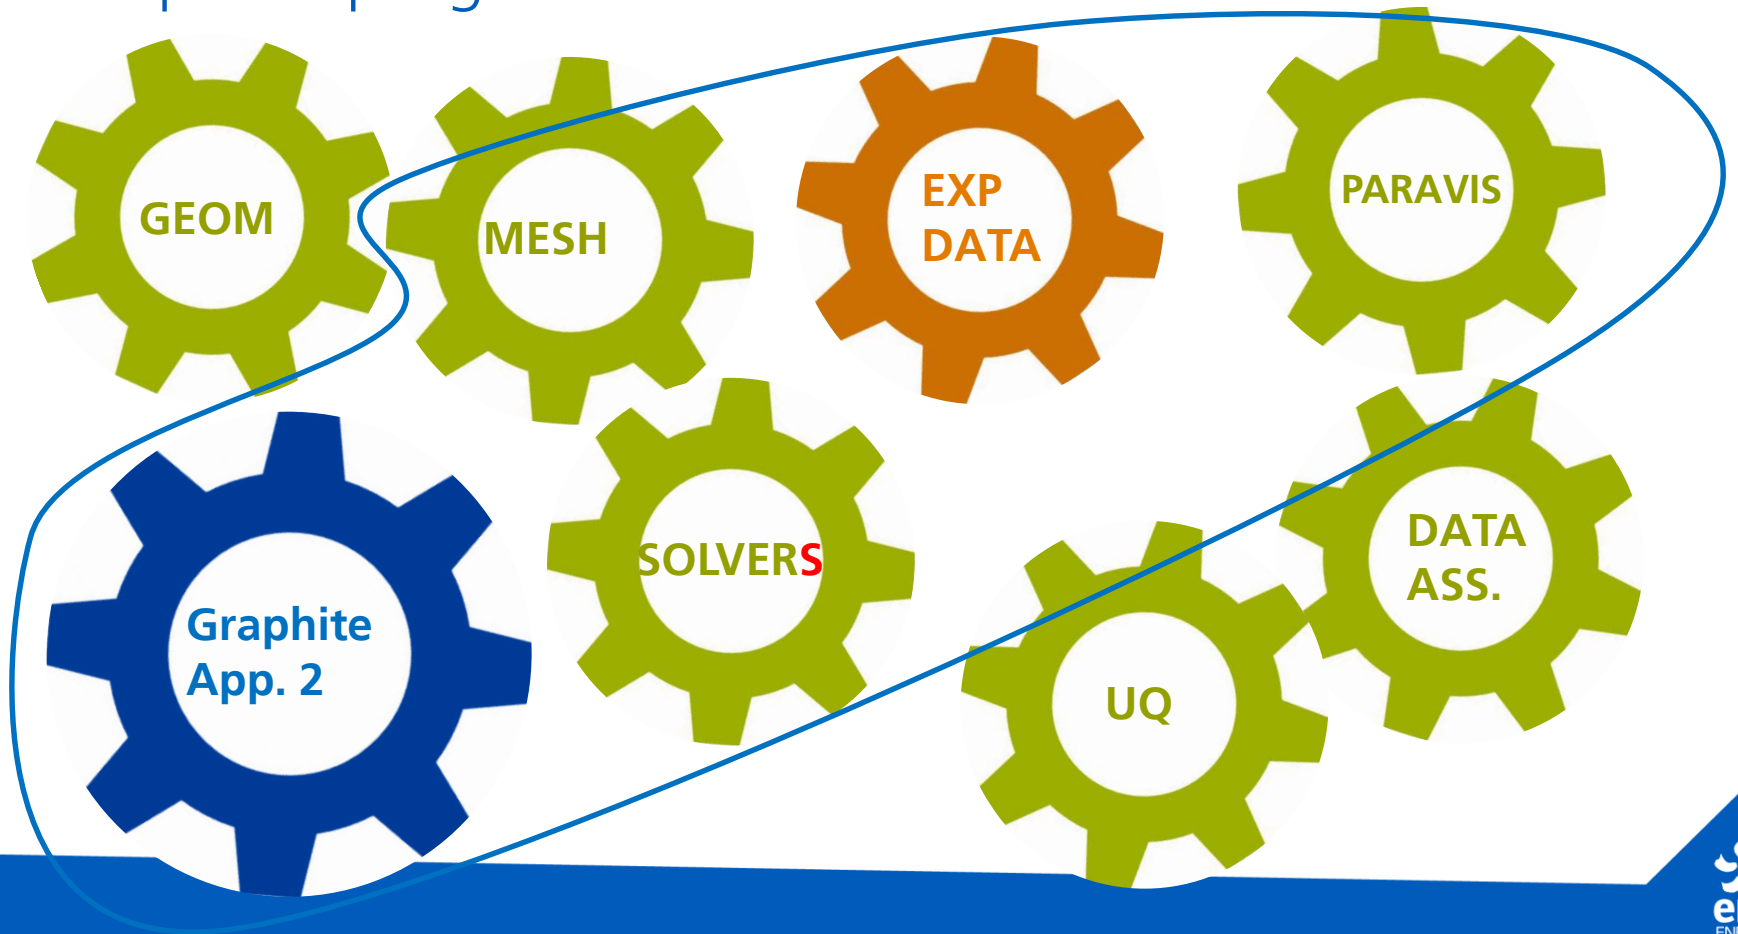 GEOM
MESH
EXP
DATA
PARAVIS
Graphite
App. 2
SOLVERS
UQ
DATA
ASS.